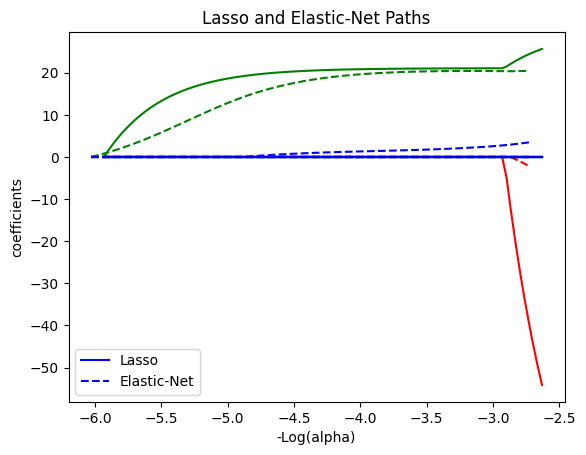 Lasso and Elastic-Net Paths
coefficients
20
10
0
−10
−20
−30
−40
−50
Lasso
Elastic-Net
−6.0 −5.5 −5.0 −4.5 −4.0 −3.5 −3.0 −2.5
-Log(alpha)